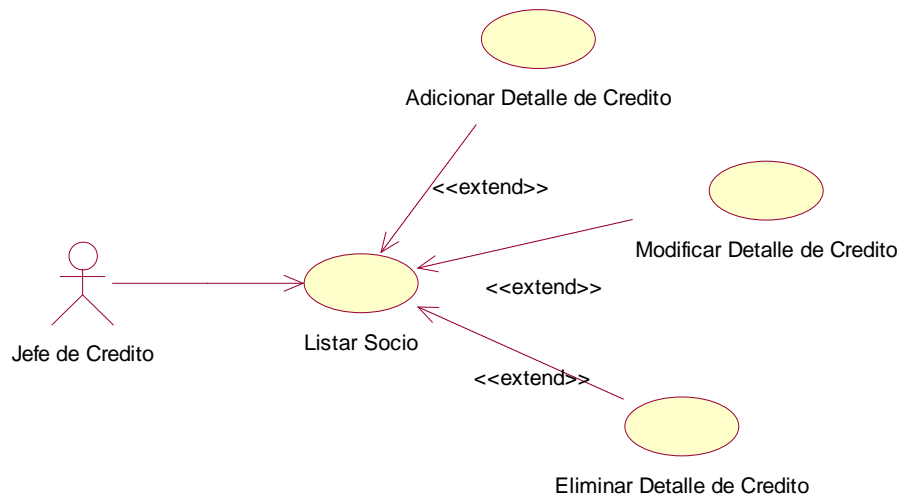 Adicionar Detalle de Credito
<<extend>>
Modificar Detalle de Credito
<<extend>>
Jefe de Credito
Listar Socio
<<extend>>
Eliminar Detalle de Credito